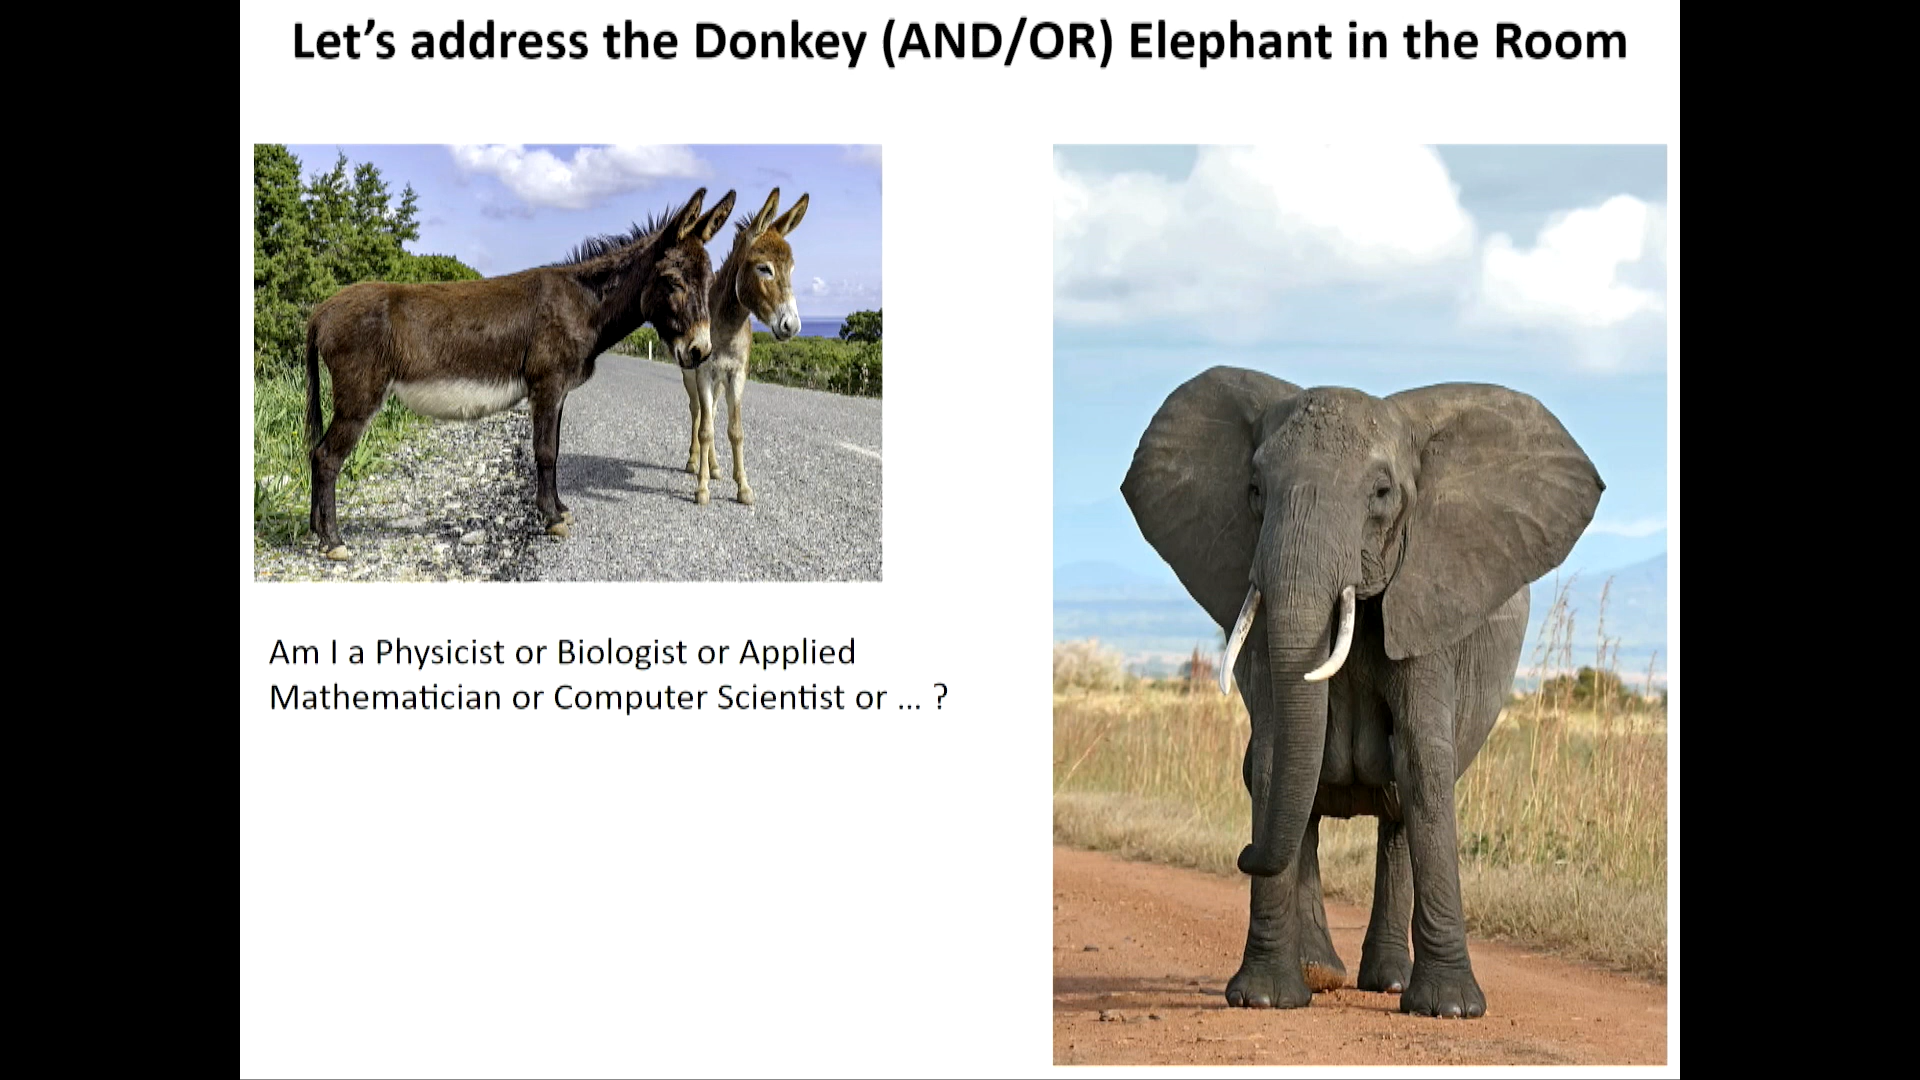 Let’s address the Donkey (AND/OR) Elephant in the Room
Am I a Physicist or Biologist or Applied
Mathematician or Computer Scientist or ... ?